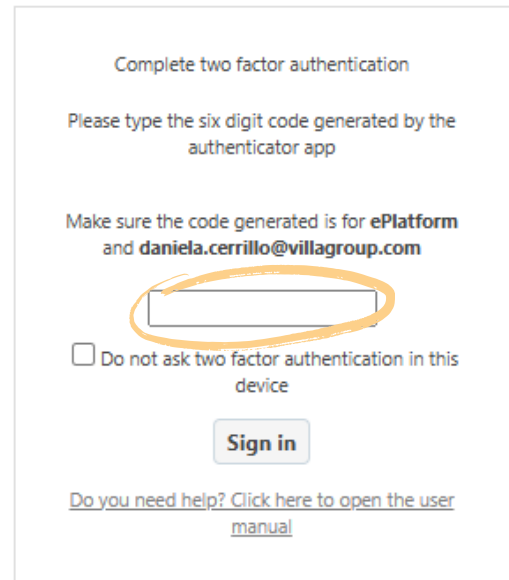 Complete two factor authentication
Please type the six digit code generated by the
authenticator app
Make sure the code generated is for ePlatform
and daniela.cerrillo@villagroup.com
Do not ask two factor authentication in this
device
Sign in
Do you need help? Click here to open the user
manual